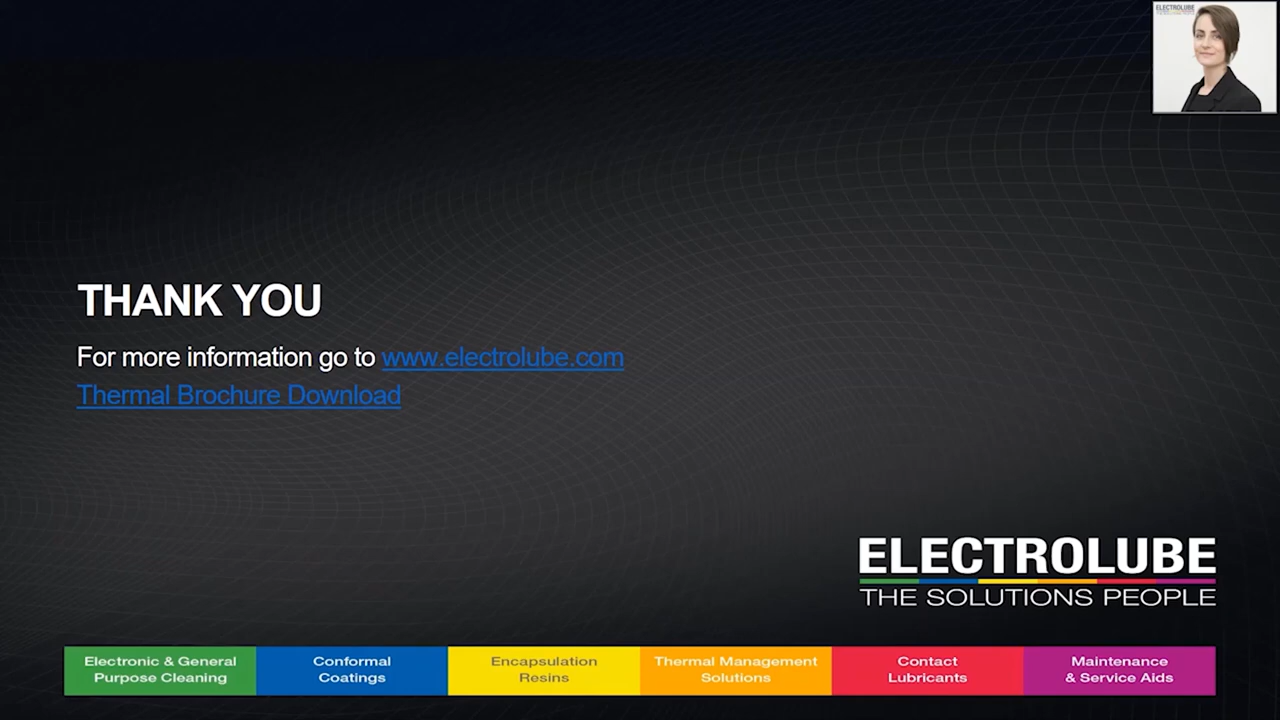 ELECTROLUBE
THANK YOU
For more information go to www.electrolube.com
Thermal Brochure Download
ELECTROLUBE
THE SOLUTIONS PEOPLE
Electronic & General
Purpose Cleaning
Conformal
Coatings
Encapsulation
Resins
Thermal Management
Solutions
Contact
Lubricants
Maintenance
& Service Aids